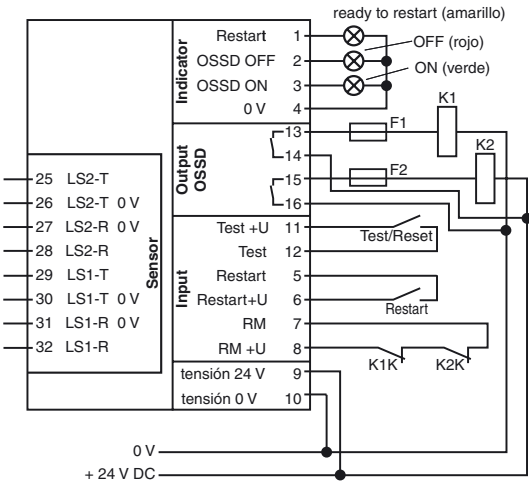 ready to restart (amarillo)
Indicator
Restart 1
OSSD OFF 2
OFF (rojo)
OSSD ON 3
ON (verde)
0 V 4
Output
OSSD
13 F1 K1
14
15 F2 K2
16
Sensor
25 LS2-T
26 LS2-T 0 V
27 LS2-R 0 V
28 LS2-R
29 LS1-T
30 LS1-T 0 V
31 LS1-R 0 V
32 LS1-R
Input
Test +U 11
Test/Reset
Test 12
Restart 5
Restart+U 6
Restart
RM 7
RM +U 8
K1K K2K
tensión 24 V 9
tensión 0 V 10
0 V
+ 24 V DC